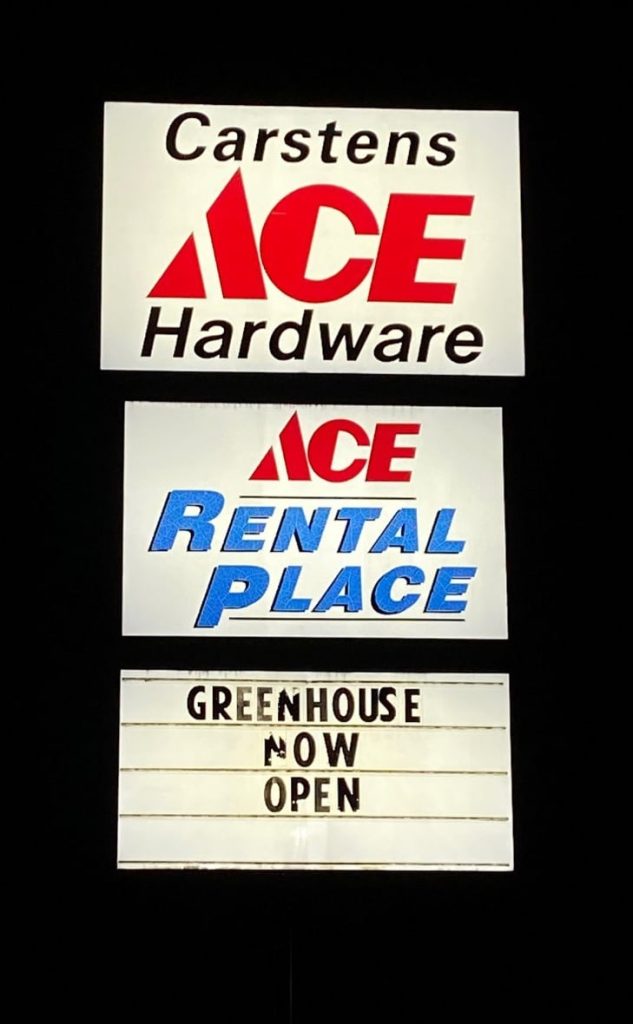 Carstens
ACE
Hardware
ACE
RENTAL
PLACE
GREENHOUSE
NOW
OPEN